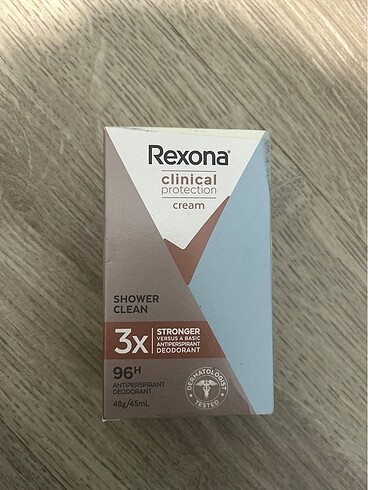 Rexona®
clinical
protection
cream
SHOWER
CLEAN
3x
STRONGER
VERSUS A BASIC
ANTIPERSPIRANT
DEODORANT
96H
ANTIPERSPIRANT
DEODORANT
48g/45mL
DERMATOLOGIST
TESTED